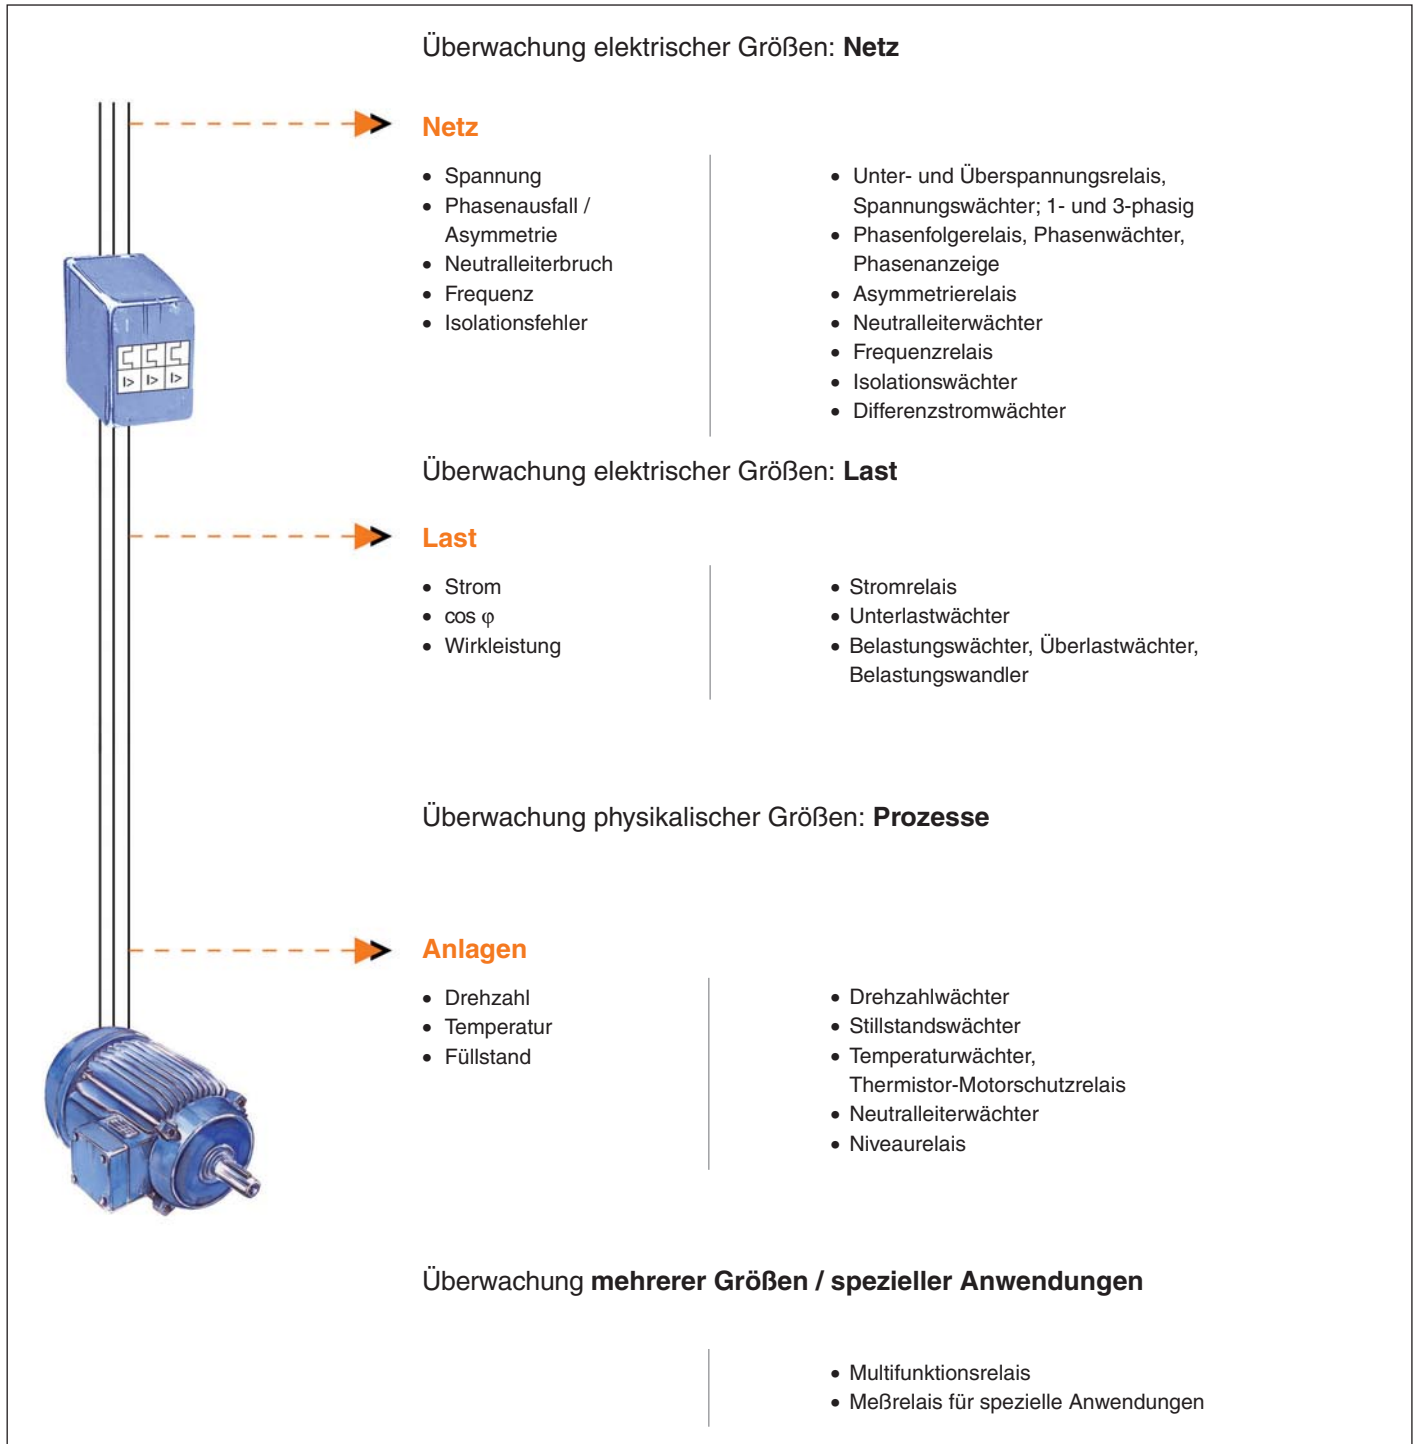 Überwachung elektrischer Größen: Netz
Netz
• Spannung
• Phasenausfall /
Asymmetrie
• Neutralleiterbruch
• Frequenz
• Isolationsfehler
• Unter- und Überspannungsrelais,
Spannungswächter; 1- und 3-phasig
• Phasenfolgerelais, Phasenwächter,
Phasenanzeige
• Asymmetrierelais
• Neutralleiterwächter
• Frequenzrelais
• Isolationswächter
• Differenzstromwächter
I> I> I>
Überwachung elektrischer Größen: Last
Last
• Strom
• cos φ
• Wirkleistung
• Stromrelais
• Unterlastwächter
• Belastungswächter, Überlastwächter,
Belastungswandler
Überwachung physikalischer Größen: Prozesse
Anlagen
• Drehzahl
• Temperatur
• Füllstand
• Drehzahlwächter
• Stillstandswächter
• Temperaturwächter,
Thermistor-Motorschutzrelais
• Neutralleiterwächter
• Niveaurelais
Überwachung mehrerer Größen / spezieller Anwendungen
• Multifunktionsrelais
• Meßrelais für spezielle Anwendungen